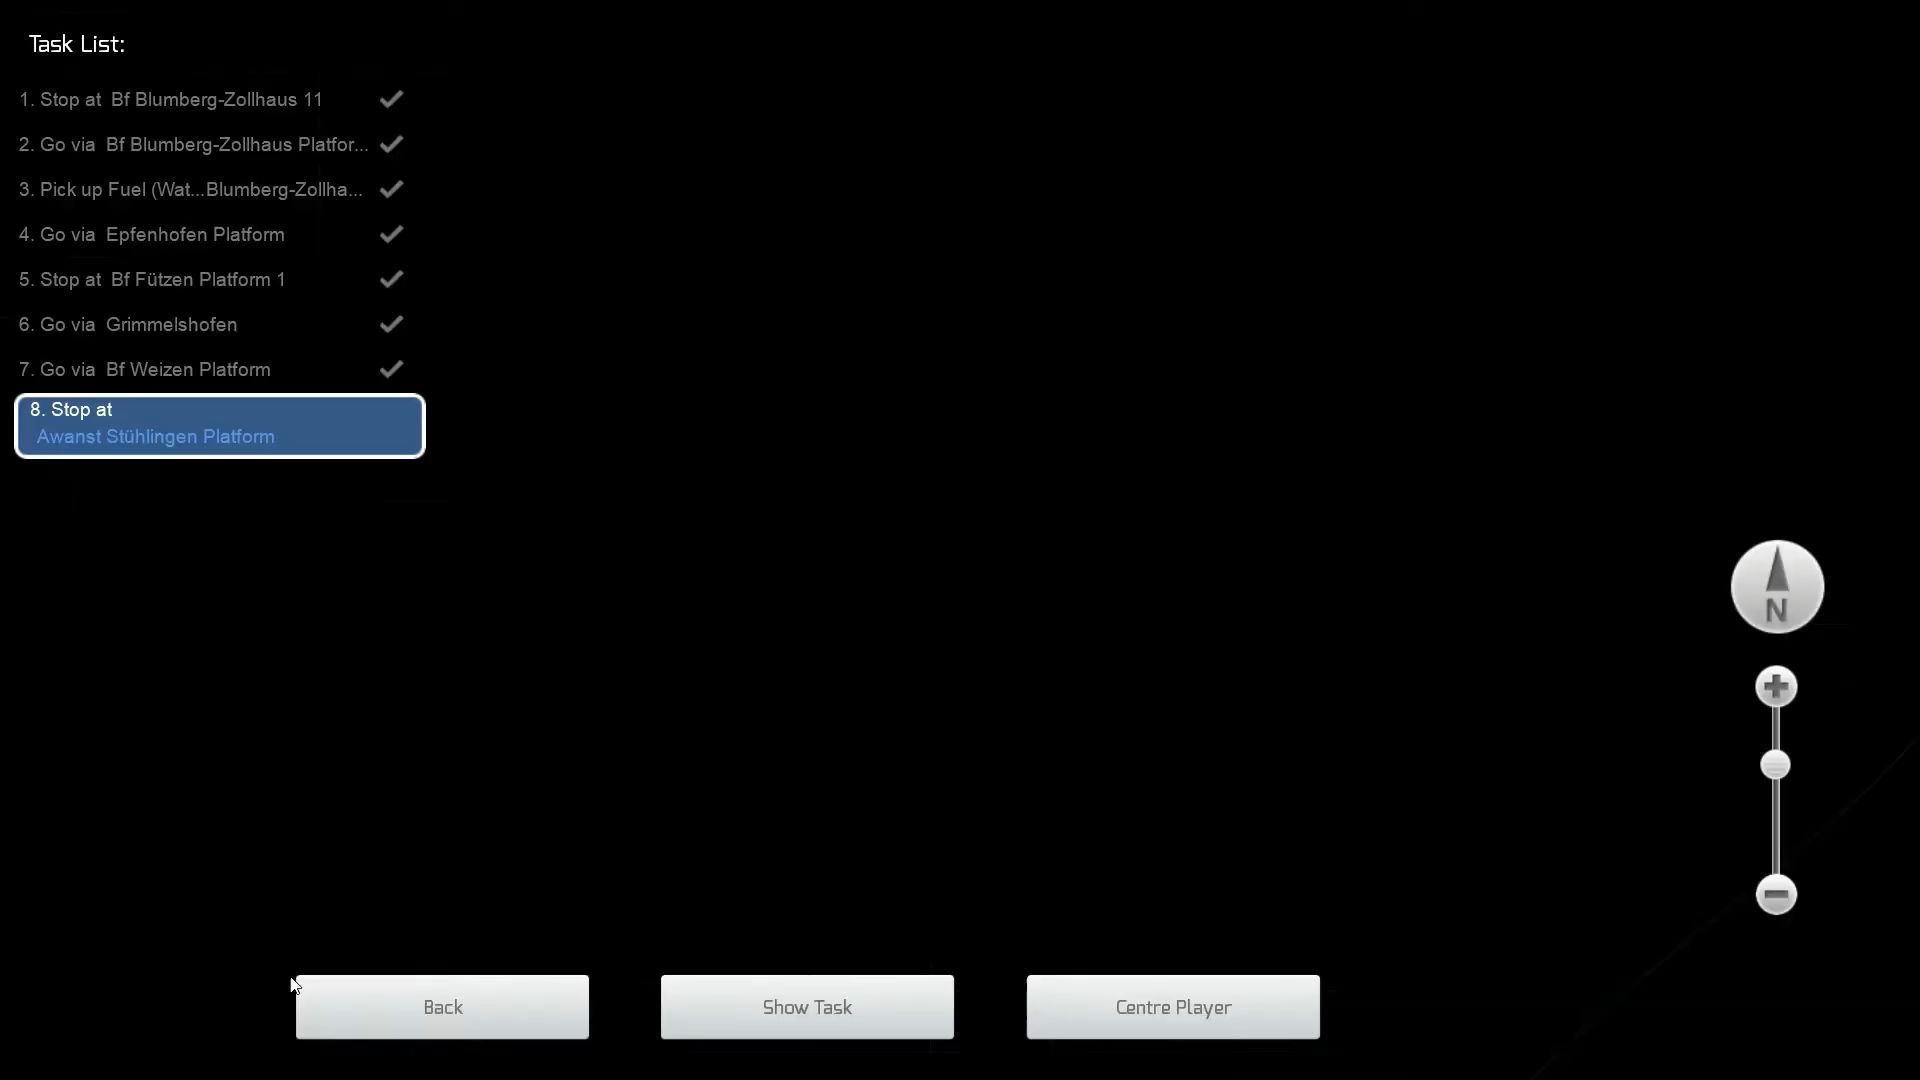 Task List:
1. Stop at Bf Blumberg-Zollhaus 11
2. Go via Bf Blumberg-Zollhaus Platfor...
3. Pick up Fuel (Wat...Blumberg-Zollha...
4. Go via Epfenhofen Platform
5. Stop at Bf Fützen Platform 1
6. Go via Grimmelshofen
7. Go via Bf Weizen Platform
8. Stop at
Awanst Stühlingen Platform
N
Back
Show Task
Centre Player